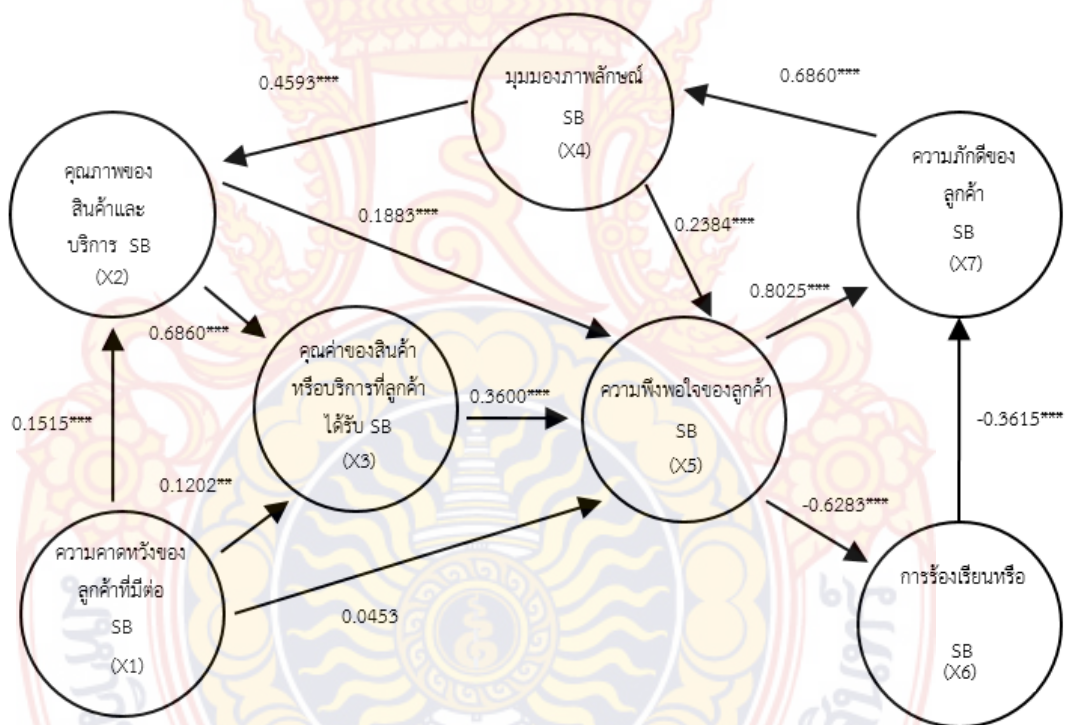 0.4593***
มุมมองภาพลักษณ์
SB
(X4)
0.6860***
คุณภาพของ
สินค้าและ
บริการ SB
(X2)
ความภักดีของ
ลูกค้า
SB
(X7)
0.1883***
0.2384***
0.8025***
0.6860***
คุณค่าของสินค้า
หรือบริการที่ลูกค้า
ได้รับ SB
(X3)
0.3600***
ความพึงพอใจของลูกค้า
SB
(X5)
0.1515***
-0.3615***
0.1202**
-0.6283***
ความคาดหวังของ
ลูกค้าที่มีต่อ
SB
(X1)
0.0453
การร้องเรียนหรือ
SB
(X6)